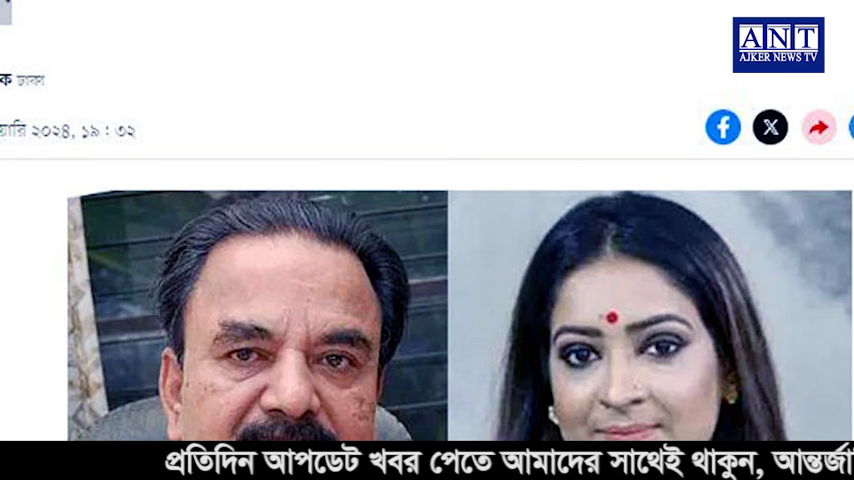 ANT
AJKER NEWS TV
ক ঢাকা
য়ারি ২০২৪, ১৯ : ৩২
প্রতিদিন আপডেট খবর পেতে আমাদের সাথেই থাকুন, আন্তর্জা